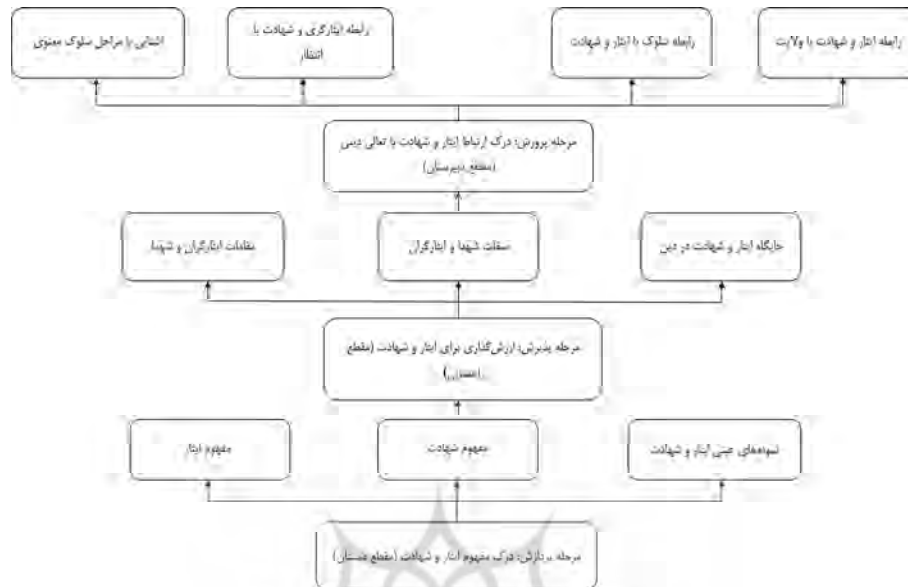 رابطه ایثار و شهادت با ولایت
رابطه سلوک با ایثار و شهادت
رابطه ایثارگری و شهادت با
انتظار
آشنایی با مراحل سلوک معنوی
مرحله پرورش: درک ارتباط ایثار و شهادت با تعالی دینی
(مقطع دبیرستان)
جایگاه ایثار و شهادت در دین
صفات شهدا و ایثارگران
مقامات ایثارگران و شهدا
مرحله پذیرش: ارزش‌گذاری برای ایثار و شهادت (مقطع
نمونه‌های عینی ایثار و شهادت
مفهوم شهادت
مفهوم ایثار
مرحله پردازش: درک مفهوم ایثار و شهادت (مقطع دبستان)